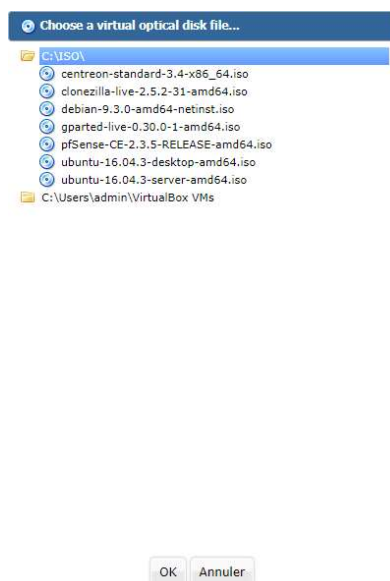 Choose a virtual optical disk file...
C:\ISO\
centreon-standard-3.4-x86_64.iso
clonezilla-live-2.5.2-31-amd64.iso
debian-9.3.0-amd64-netinst.iso
gparted-live-0.30.0-1-amd64.iso
pfSense-CE-2.3.5-RELEASE-amd64.iso
ubuntu-16.04.3-desktop-amd64.iso
ubuntu-16.04.3-server-amd64.iso
C:\Users\admin\VirtualBox VMs
OK Annuler